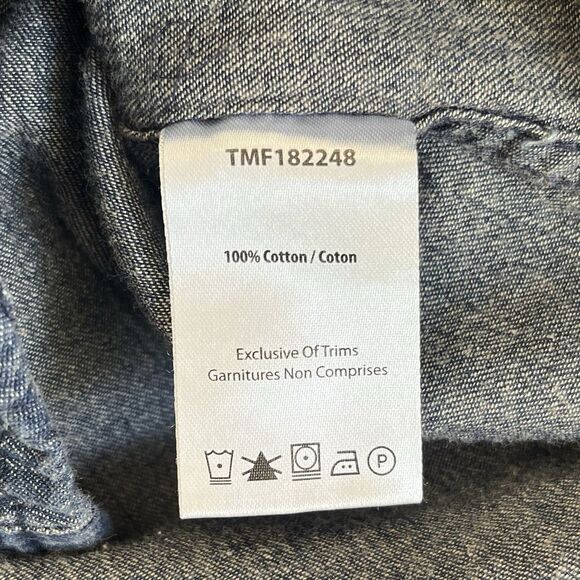 TMF182248
100% Cotton / Coton
Exclusive Of Trims
Garnitures Non Comprises
P